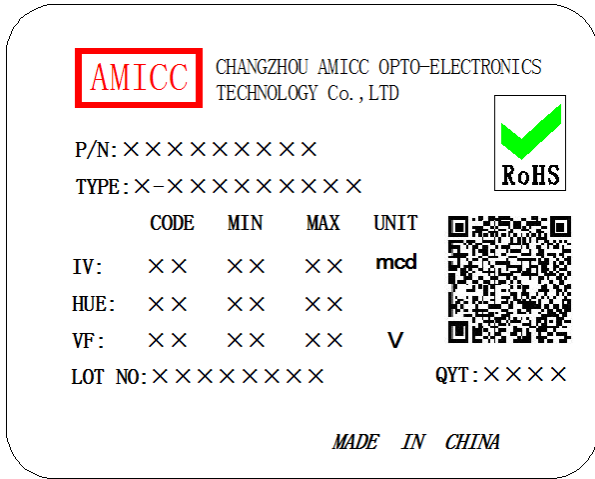 AMICC
CHANGZHOU AMICC OPTO-ELECTRONICS
TECHNOLOGY Co.,LTD
RoHS
P/N:×××××××××
TYPE:×-×××××××××
CODE MIN MAX UNIT
IV: ×× ×× ×× mcd
HUE: ×× ×× ××
VF: ×× ×× ×× V
LOT NO:×××××××× QYT:××××
MADE IN CHINA